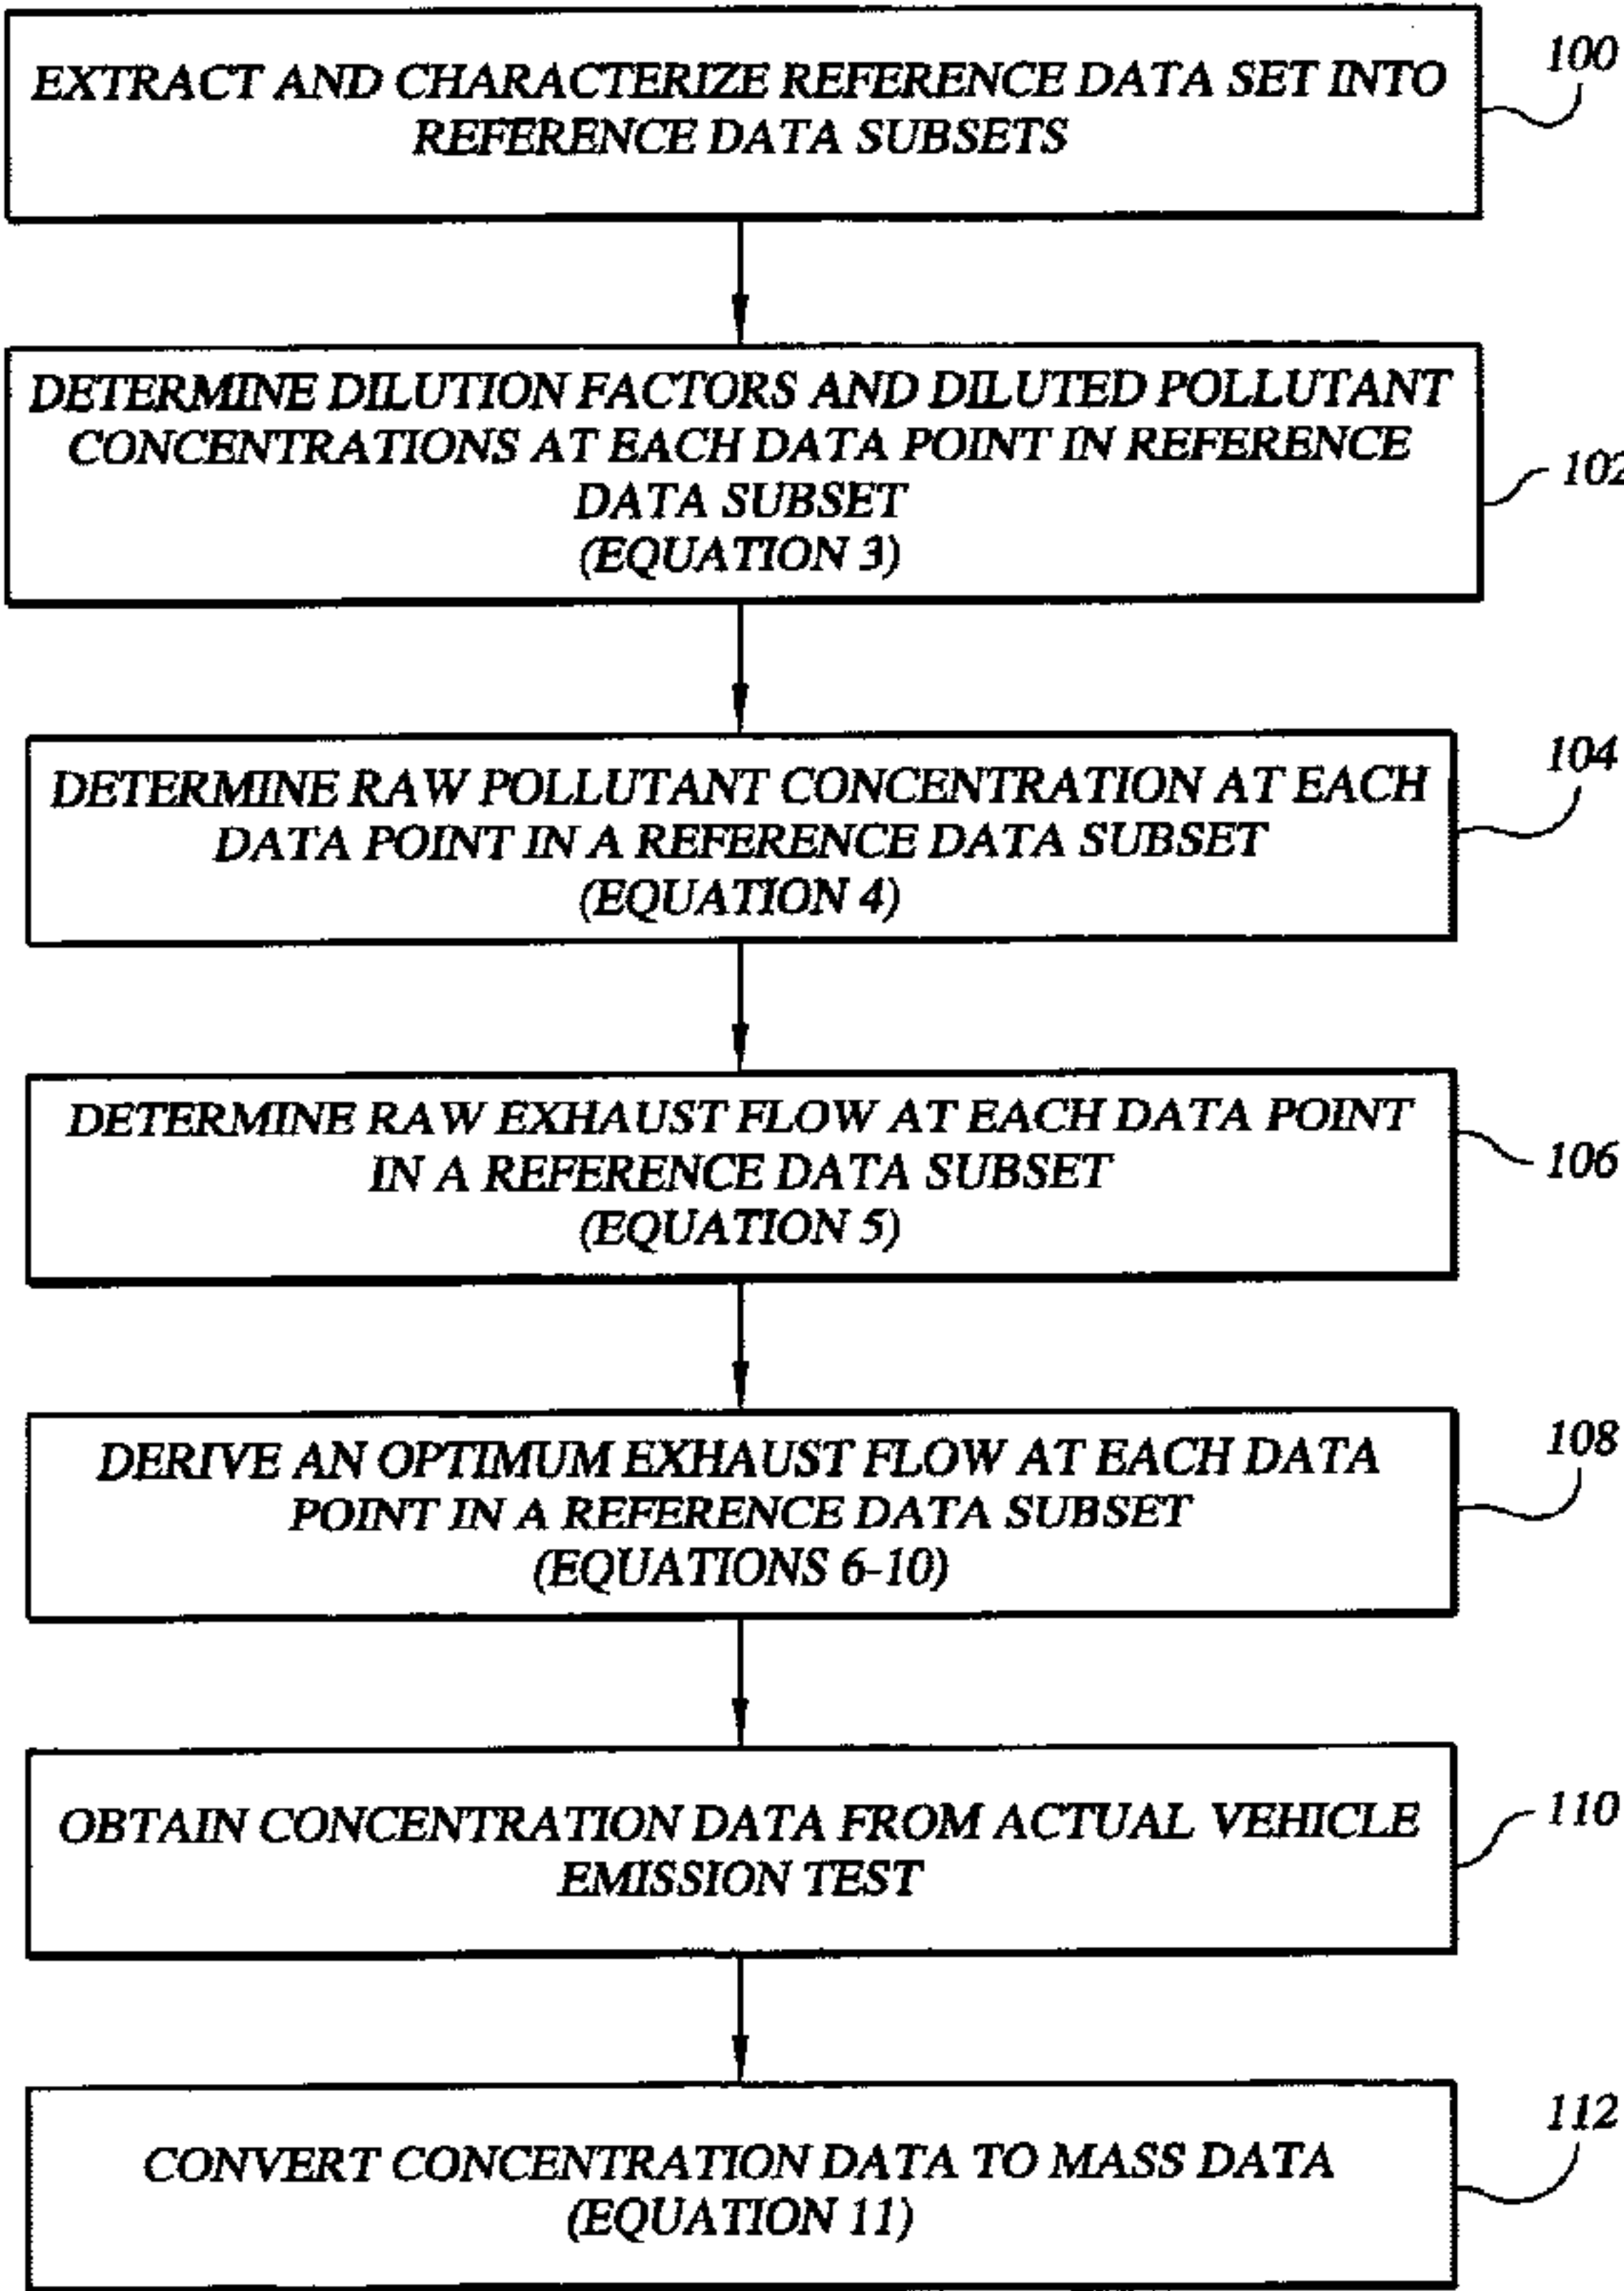 EXTRACT AND CHARACTERIZE REFERENCE DATA SET INTO
REFERENCE DATA SUBSETS
100
DETERMINE DILUTION FACTORS AND DILUTED POLLUTANT
CONCENTRATIONS AT EACH DATA POINT IN REFERENCE
DATA SUBSET
(EQUATION 3)
102
DETERMINE RAW POLLUTANT CONCENTRATION AT EACH
DATA POINT IN A REFERENCE DATA SUBSET
(EQUATION 4)
104
DETERMINE RAW EXHAUST FLOW AT EACH DATA POINT
IN A REFERENCE DATA SUBSET
(EQUATION 5)
106
DERIVE AN OPTIMUM EXHAUST FLOW AT EACH DATA
POINT IN A REFERENCE DATA SUBSET
(EQUATIONS 6-10)
108
OBTAIN CONCENTRATION DATA FROM ACTUAL VEHICLE
EMISSION TEST
110
CONVERT CONCENTRATION DATA TO MASS DATA
(EQUATION 11)
112